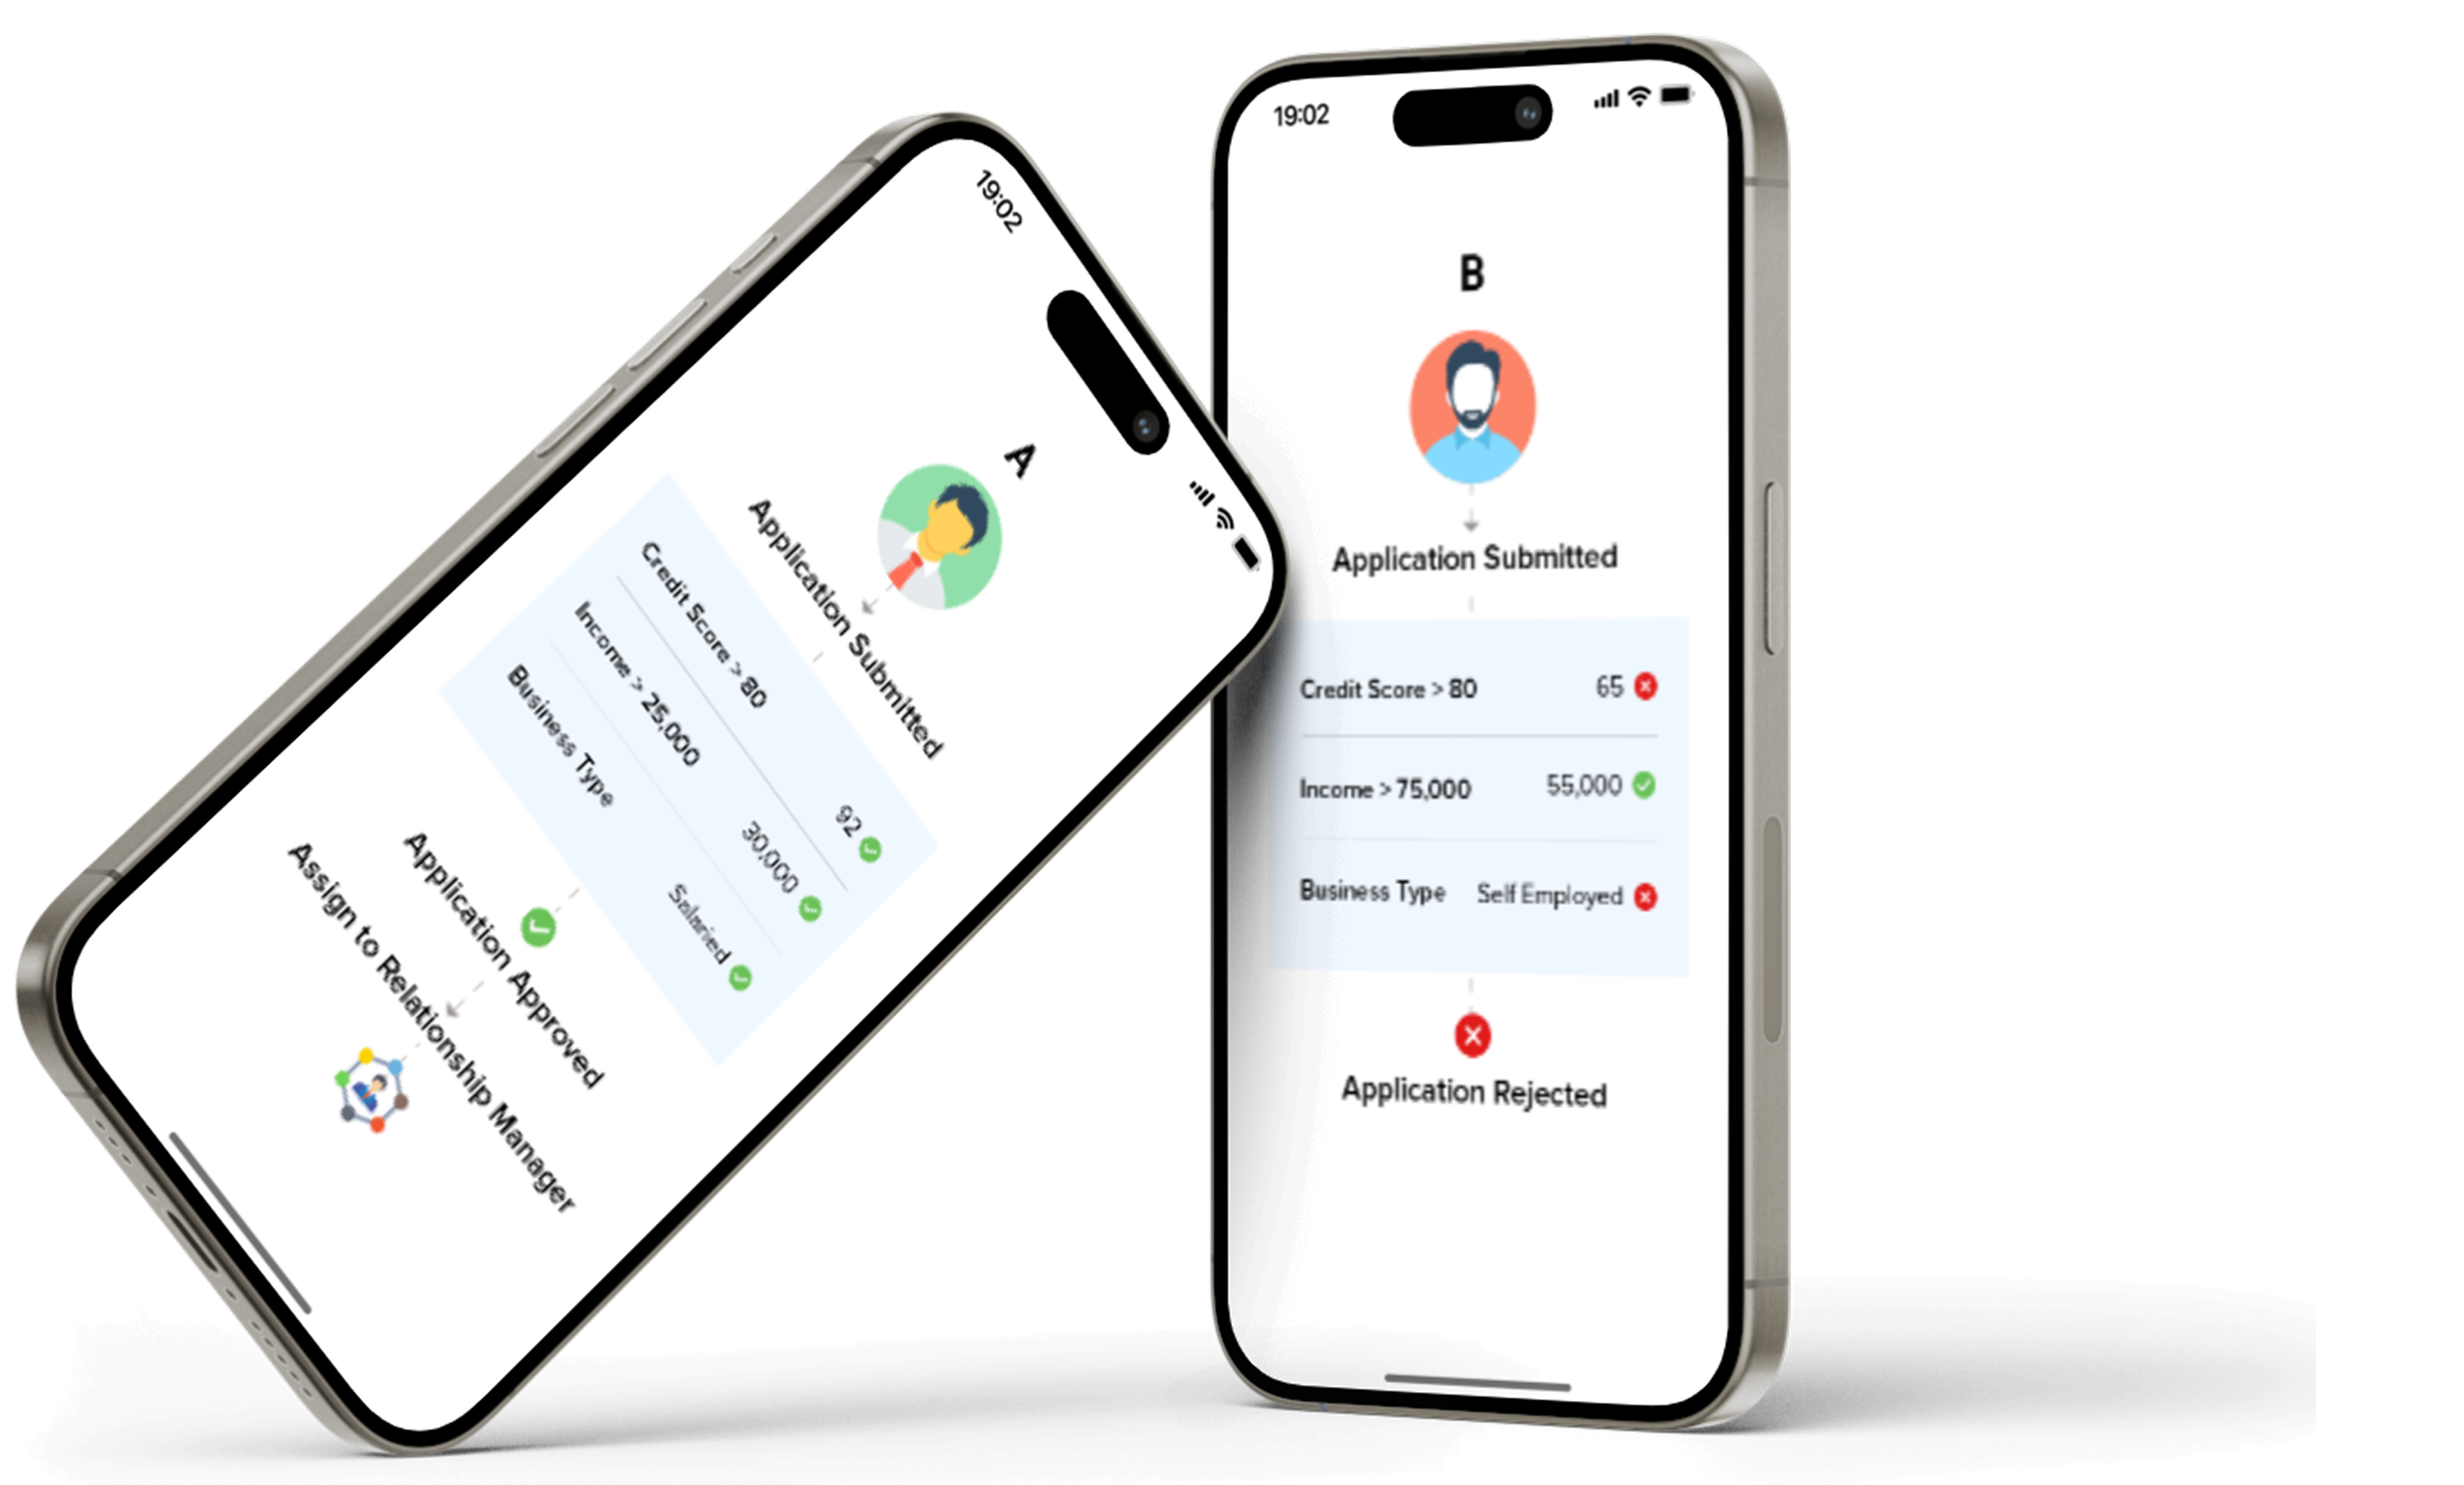 19:02
A
Application Submitted
Credit Score > 80 92
Income > 25,000 30,000
Business Type Salaried
Application Approved
Assign to Relationship Manager
19:02
B
Application Submitted
Credit Score > 80 65
Income > 75,000 55,000
Business Type Self Employed
Application Rejected